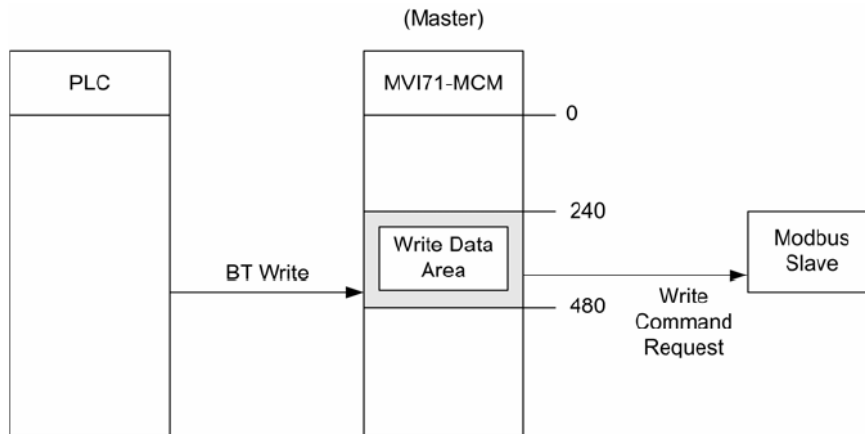 (Master)
PLC
MVI71-MCM
0
240
Write Data
Area
Modbus
Slave
BT Write
480
Write
Command
Request